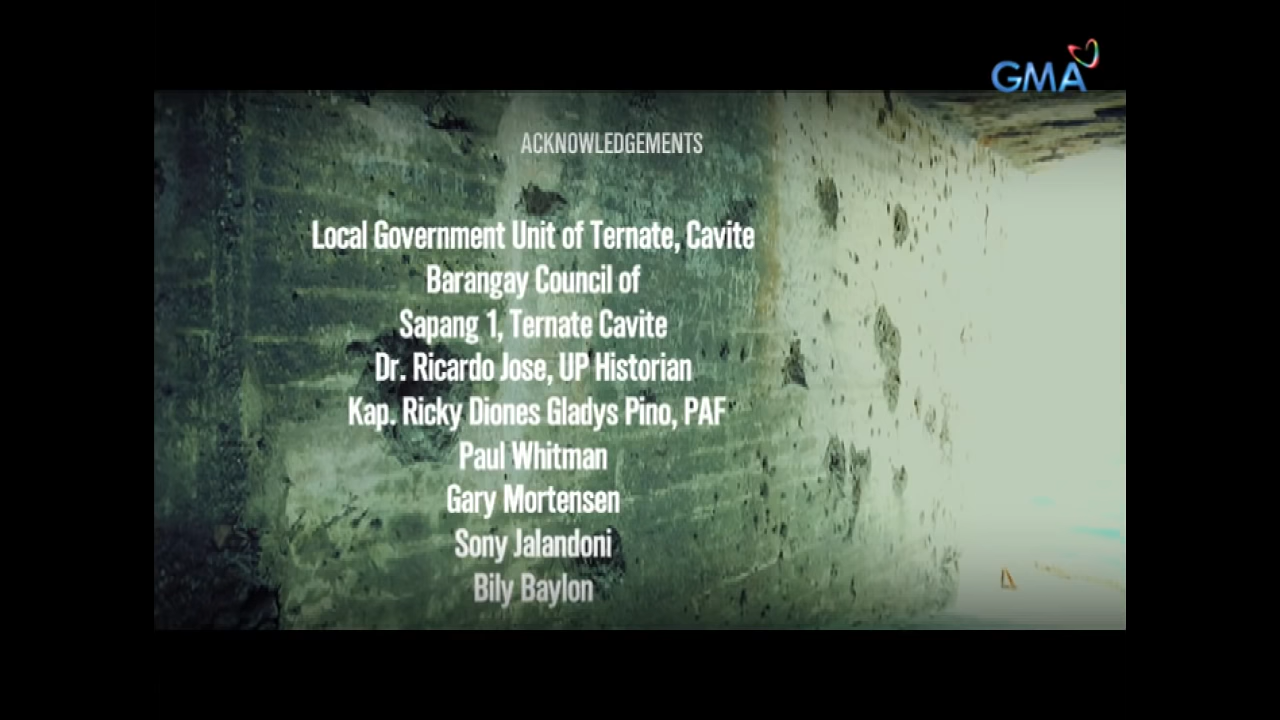 GMA
ACKNOWLEDGEMENTS
Local Government Unit of Ternate, Cavite
Barangay Council of
Sapang 1, Ternate Cavite
Dr. Ricardo Jose, UP Historian
Kap. Ricky Diones Gladys Pino, PAF
Paul Whitman
Gary Mortensen
Sony Jalandoni
Bily Baylon